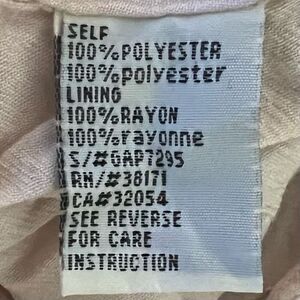 SELF
100%POLYESTER
100%polyester
LINING
100%RAYON
100%rayonne
S/#GAP7295
RN/#38171
CA#32054
SEE REVERSE
FOR CARE
INSTRUCTION